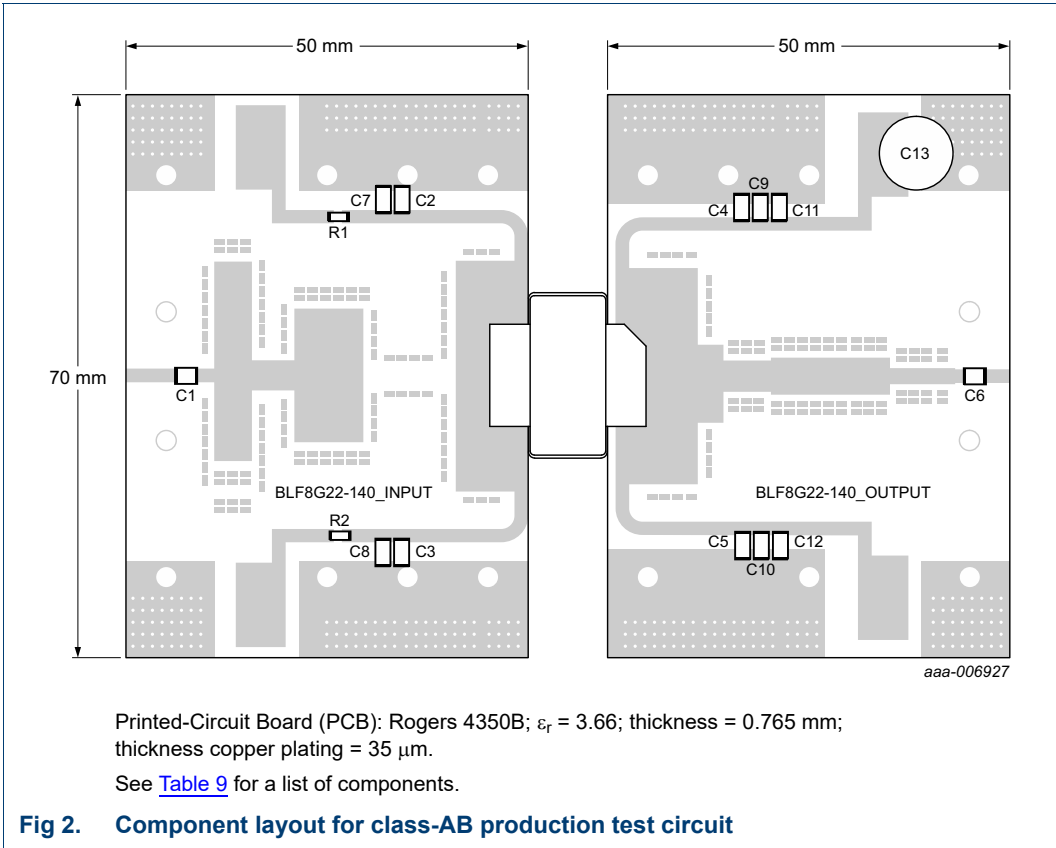 50 mm
50 mm
C13
C7
C2
C9
C4
C11
R1
70 mm
C1
C6
BLF8G22-140_INPUT
BLF8G22-140_OUTPUT
R2
C8
C3
C5
C12
C10
aaa-006927
Printed-Circuit Board (PCB): Rogers 4350B; εr = 3.66; thickness = 0.765 mm;
thickness copper plating = 35 μm.
See Table 9 for a list of components.
Fig 2. Component layout for class-AB production test circuit